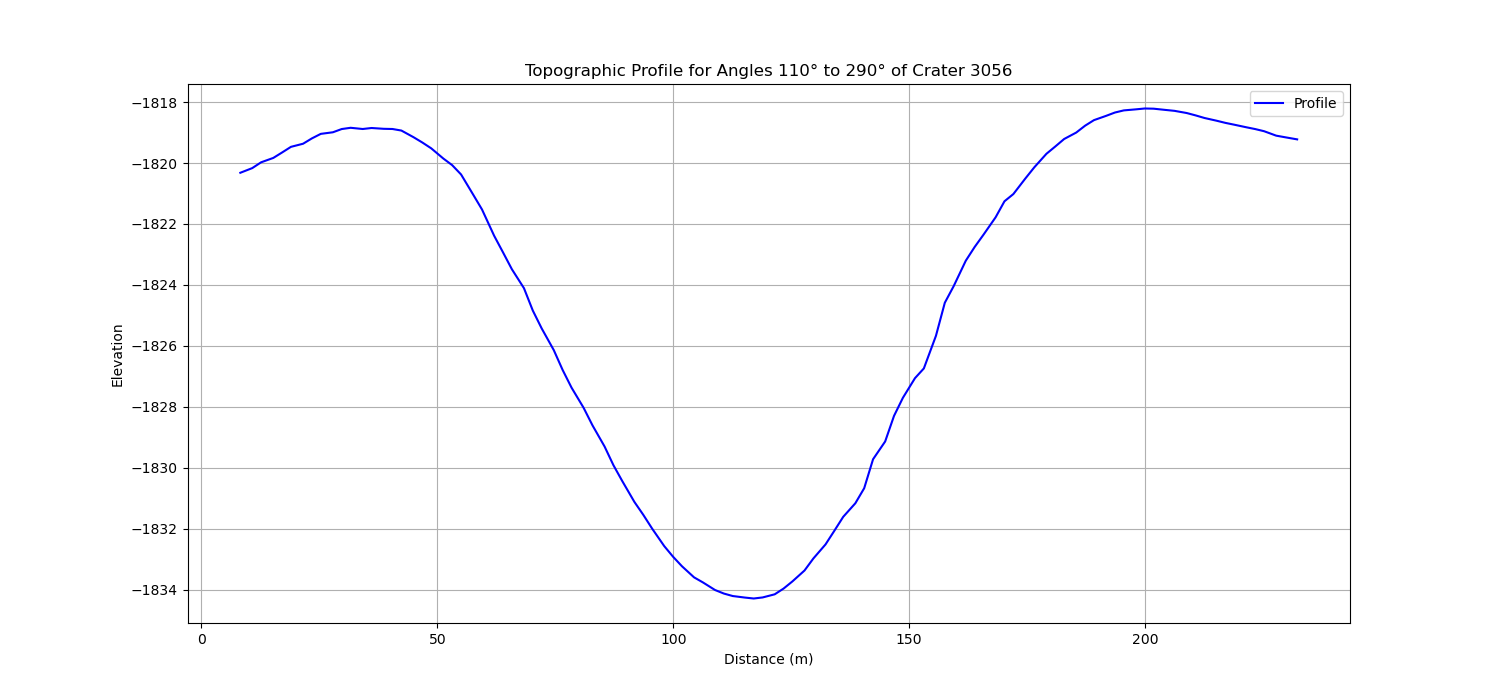 Topographic Profile for Angles 110° to 290° of Crater 3056
Profile
−1818
−1820
−1822
−1824
−1826
−1828
−1830
−1832
−1834
Elevation
0 50 100 150 200
Distance (m)